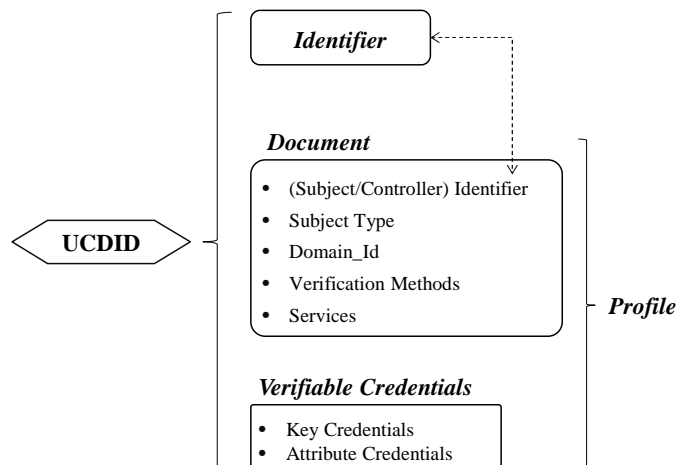 Identifier
Document
• (Subject/Controller) Identifier
• Subject Type
• Domain_Id
• Verification Methods
• Services
UCDID
Profile
Verifiable Credentials
• Key Credentials
• Attribute Credentials